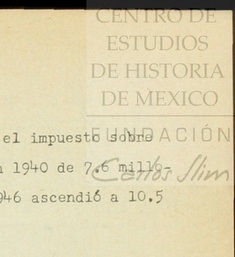 CENTRO DE
ESTUDIOS
DE HISTORIA
DE MEXICO
FUNDACIÓN
Carlos Slim
el impuesto sobre
1940 de 7.6 millo-
946 ascendió a 10.5